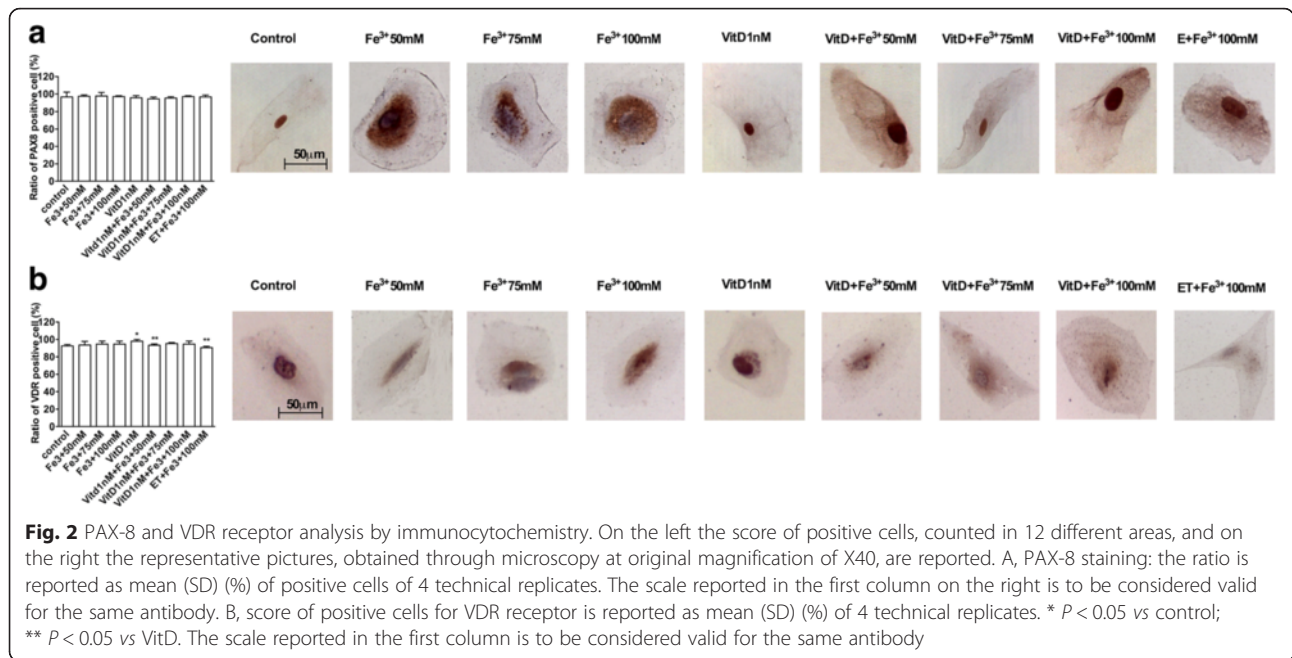 a
Control Fe³⁺ 50mM Fe³⁺ 75mM Fe³⁺ 100mM VitD1nM VitD+Fe³⁺ 50mM VitD+Fe³⁺ 75mM VitD+Fe³⁺ 100mM E+Fe³⁺ 100mM
Ratio of PAX8 positive cell (%)
120
100
80
60
40
20
0
control
Fe3+50mM
Fe3+75mM
Fe3+100mM
VitD1nM
Vitd1nM+Fe3+50mM
VitD1nM+Fe3+75mM
VitD1nM+Fe3+100nM
ET+Fe3+100mM
50μm
b
Control Fe³⁺ 50mM Fe³⁺ 75mM Fe³⁺ 100mM VitD1nM VitD+Fe³⁺ 50mM VitD+Fe³⁺ 75mM VitD+Fe³⁺ 100mM ET+Fe³⁺ 100mM
Ratio of VDR positive cell (%)
120
100
80
60
40
20
0
* ** **
control
Fe3+50mM
Fe3+75mM
Fe3+100mM
VitD1nM
Vitd1nM+Fe3+50mM
VitD1nM+Fe3+75mM
VitD1nM+Fe3+100nM
ET+Fe3+100mM
50μm
Fig. 2 PAX-8 and VDR receptor analysis by immunocytochemistry. On the left the score of positive cells, counted in 12 different areas, and on
the right the representative pictures, obtained through microscopy at original magnification of X40, are reported. A, PAX-8 staining: the ratio is
reported as mean (SD) (%) of positive cells of 4 technical replicates. The scale reported in the first column on the right is to be considered valid
for the same antibody. B, score of positive cells for VDR receptor is reported as mean (SD) (%) of 4 technical replicates. * P < 0.05 vs control;
** P < 0.05 vs VitD. The scale reported in the first column is to be considered valid for the same antibody